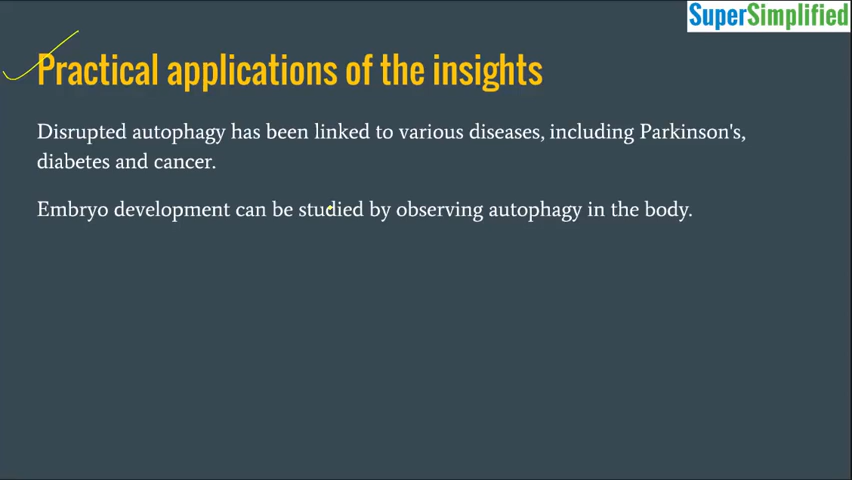 SuperSimplified
Practical applications of the insights
Disrupted autophagy has been linked to various diseases, including Parkinson's,
diabetes and cancer.
Embryo development can be studied by observing autophagy in the body.